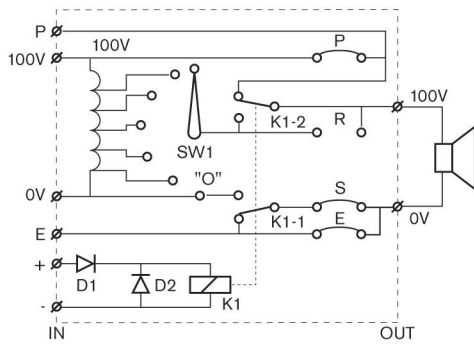 P
100V
100V
P
100V
K1-2
R
SW1
0V
"O"
S
K1-1
E
0V
E
+
D1
D2
K1
-
IN
OUT